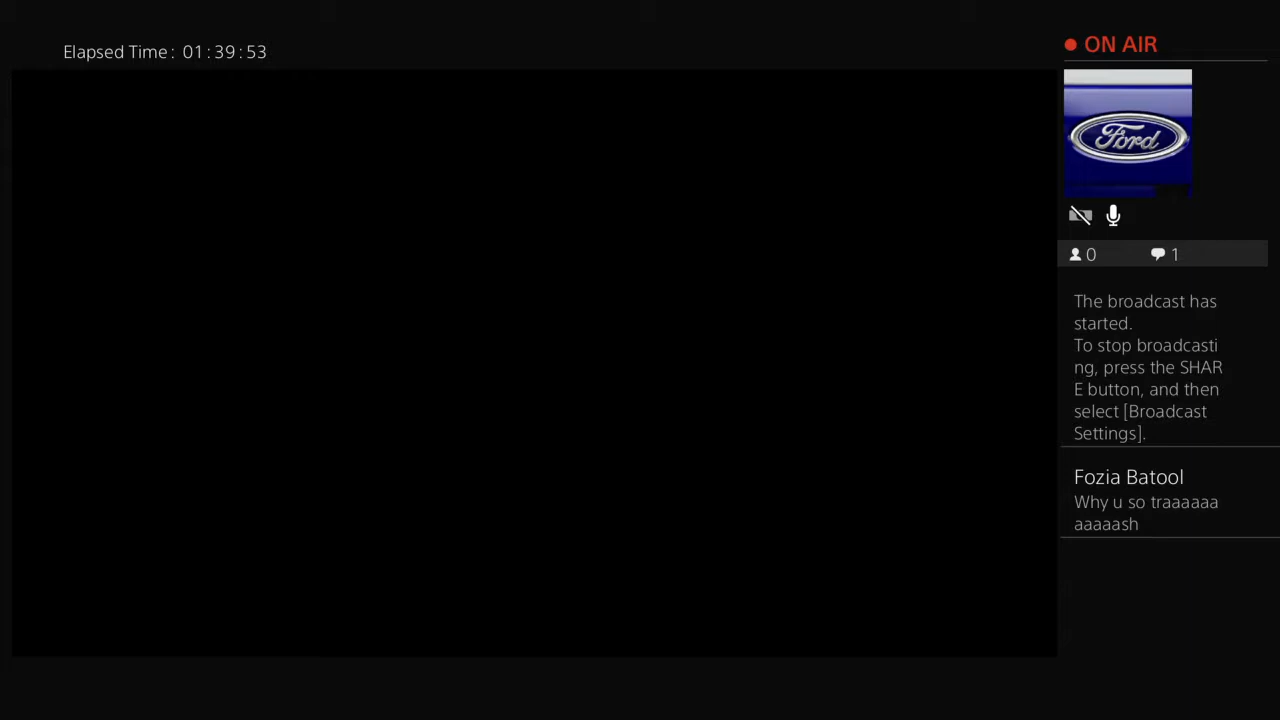 Elapsed Time: 01:39:53
ON AIR
Ford
0 1
The broadcast has
started.
To stop broadcasti
ng, press the SHAR
E button, and then
select [Broadcast
Settings].
Fozia Batool
Why u so traaaaaa
aaaaash